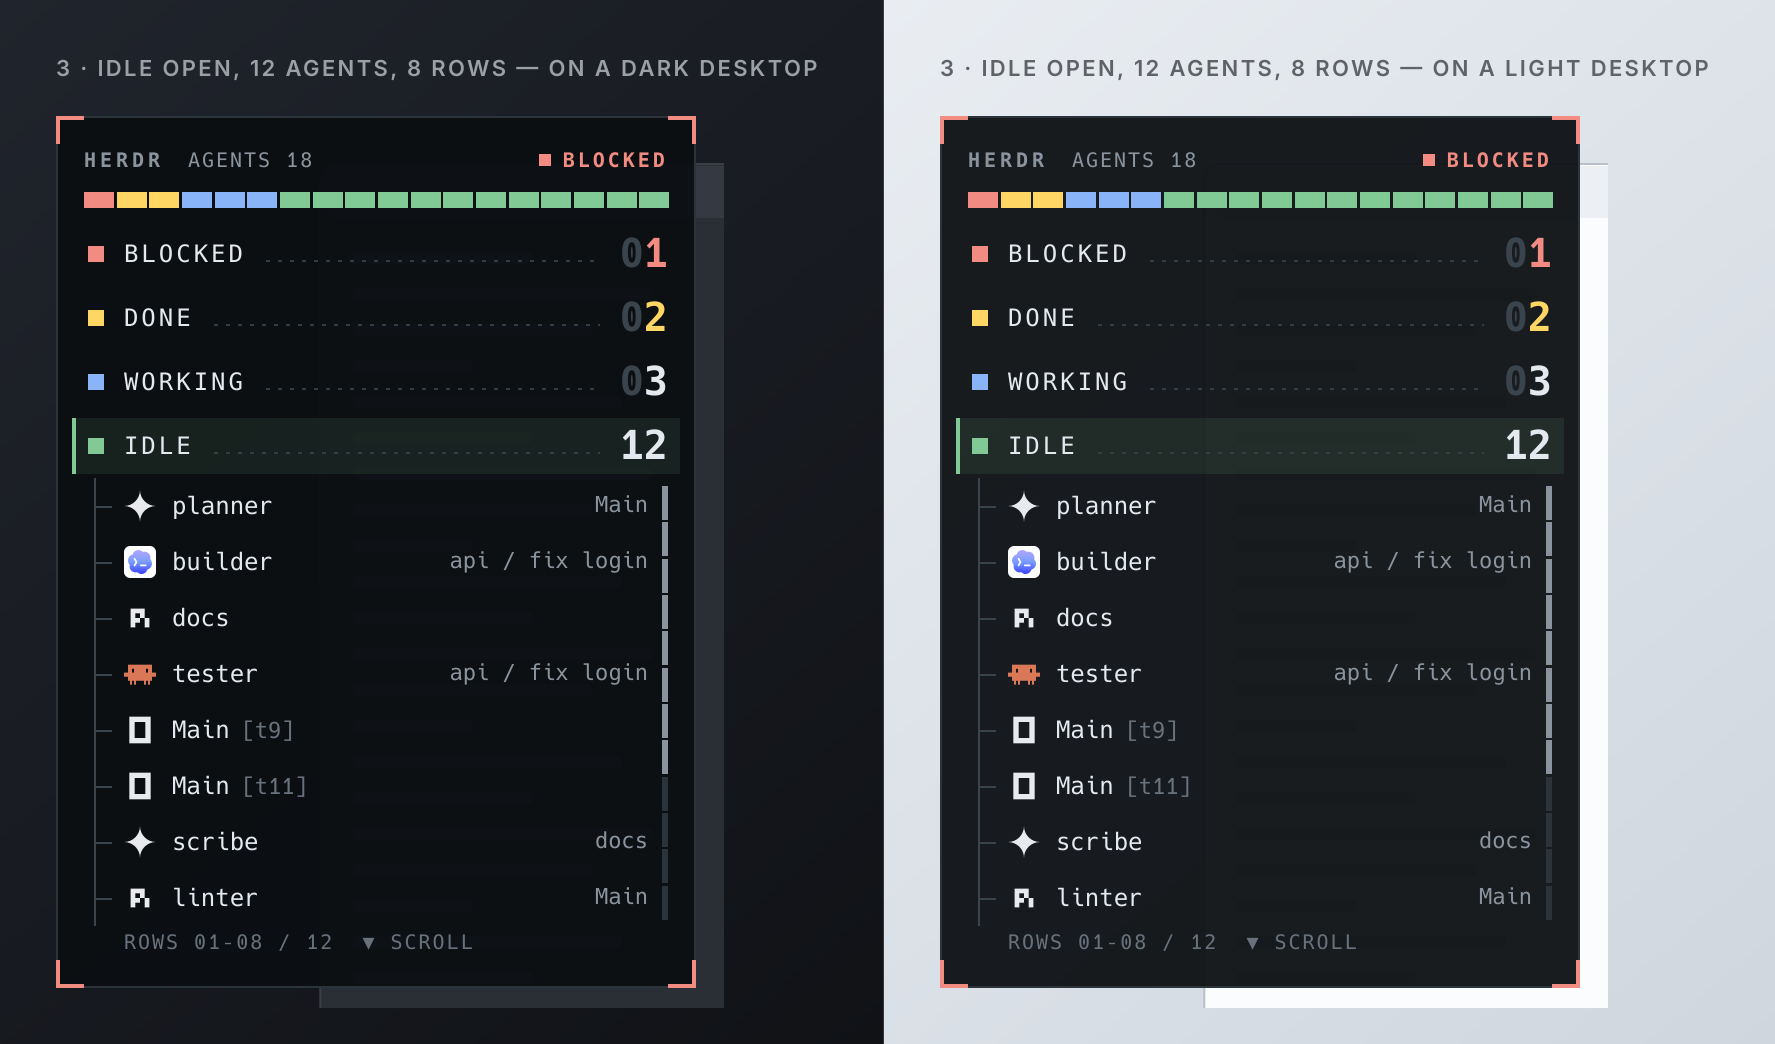 3 · IDLE OPEN, 12 AGENTS, 8 ROWS — ON A DARK DESKTOP
HERDR AGENTS 18 BLOCKED
BLOCKED 01
DONE 02
WORKING 03
IDLE 12
planner Main
builder api / fix login
docs
tester api / fix login
Main [t9]
Main [t11]
scribe docs
linter Main
ROWS 01-08 / 12 ▼ SCROLL
3 · IDLE OPEN, 12 AGENTS, 8 ROWS — ON A LIGHT DESKTOP
HERDR AGENTS 18 BLOCKED
BLOCKED 01
DONE 02
WORKING 03
IDLE 12
planner Main
builder api / fix login
docs
tester api / fix login
Main [t9]
Main [t11]
scribe docs
linter Main
ROWS 01-08 / 12 ▼ SCROLL